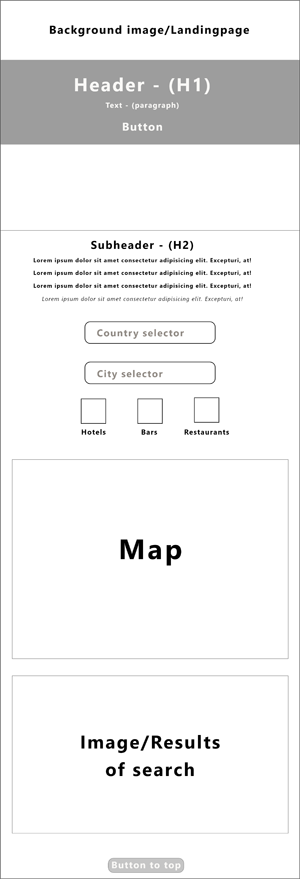 Background image/Landingpage
Header - (H1)
Text - (paragraph)
Button
Subheader - (H2)
Lorem ipsum dolor sit amet consectetur adipisicing elit. Excepturi, at!
Lorem ipsum dolor sit amet consectetur adipisicing elit. Excepturi, at!
Lorem ipsum dolor sit amet consectetur adipisicing elit. Excepturi, at!
Lorem ipsum dolor sit amet consectetur adipisicing elit. Excepturi, at!
Country selector
City selector
Hotels Bars Restaurants
Map
Image/Results
of search
Button to top